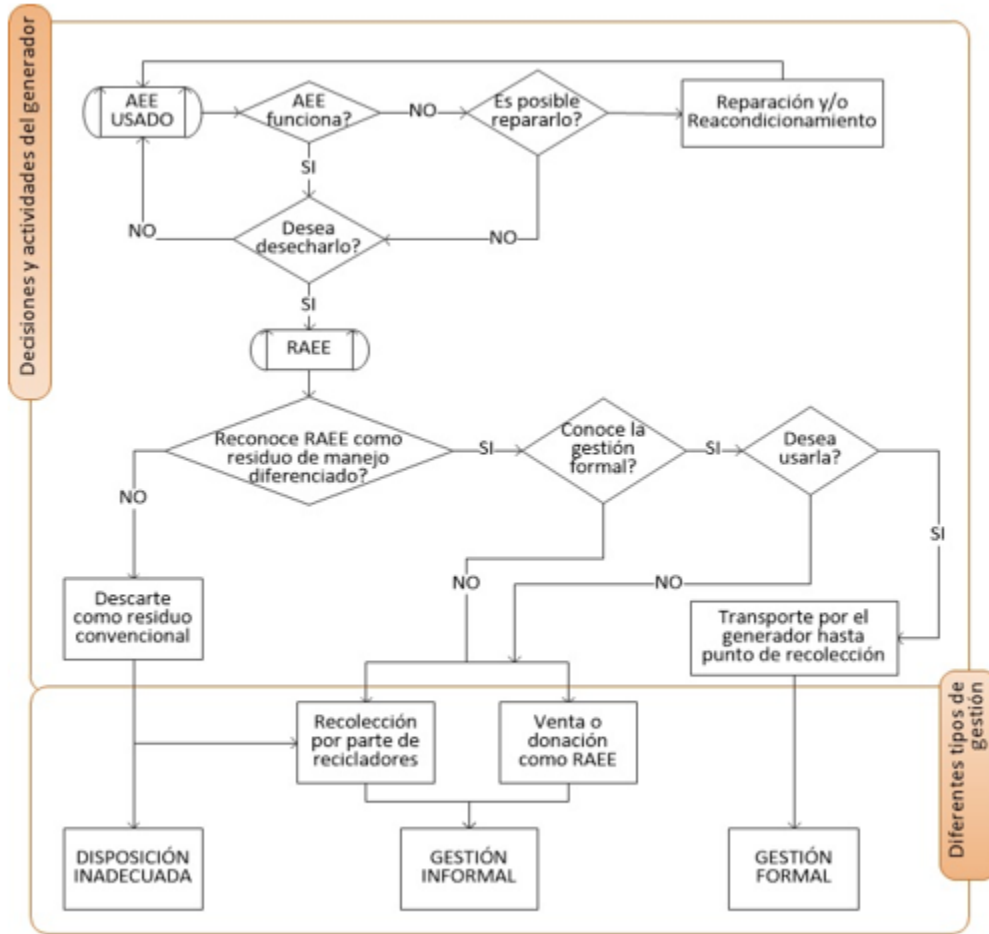 Decisiones y actividades del generador
AEE
USADO
AEE
funciona?
NO
Es posible
repararlo?
Reparación y/o
Reacondicionamiento
SI
NO
Desea
desecharlo?
NO
SI
RAEE
Reconoce RAEE como
residuo de manejo
diferenciado?
SI
Conoce la
gestión
formal?
SI
Desea
usarla?
NO
SI
NO
NO
Descarte
como residuo
convencional
Transporte por el
generador hasta
punto de recolección
Diferentes tipos de
gestión
Recolección
por parte de
recicladores
Venta o
donación
como RAEE
DISPOSICIÓN
INADECUADA
GESTIÓN
INFORMAL
GESTIÓN
FORMAL